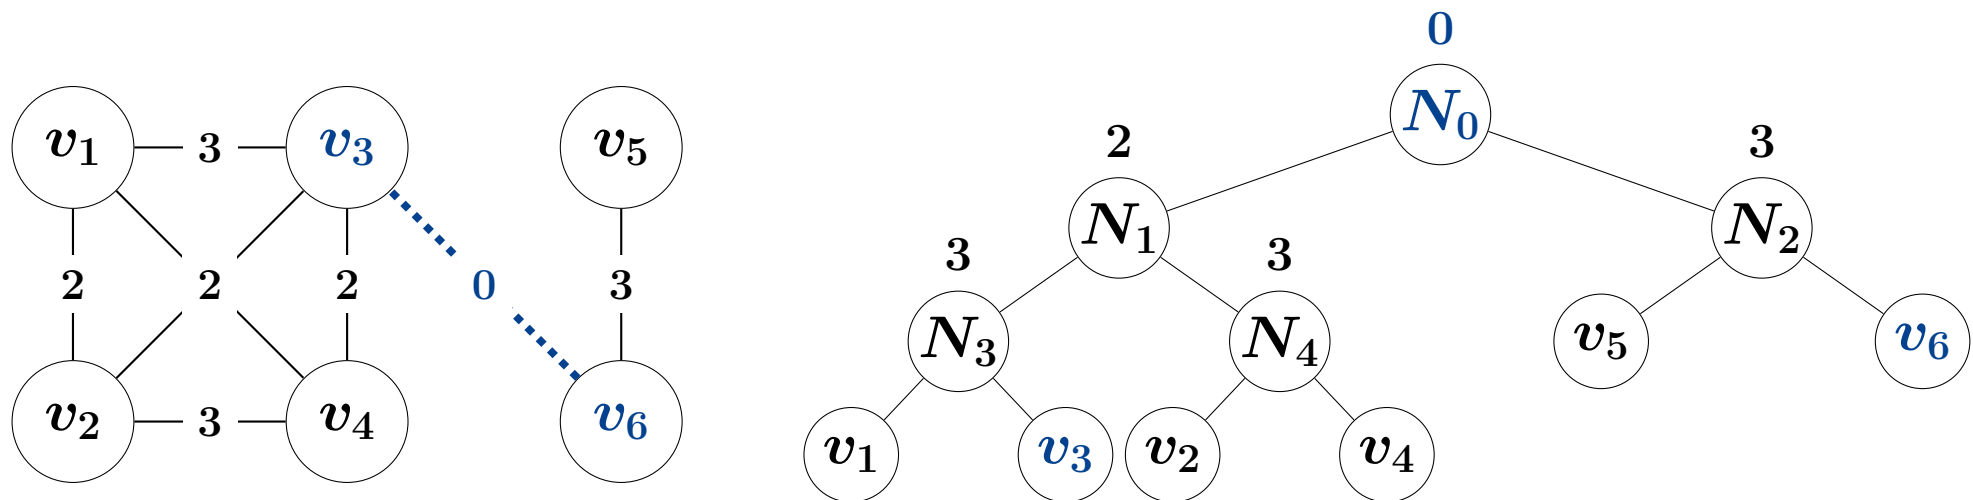 0
N₀
2
3
N₁
N₂
v₁ 3 v₃
v₅
3
3
2 2 2 0 3
N₃
N₄
v₅
v₆
v₂ 3 v₄
v₆
v₁
v₃
v₂
v₄